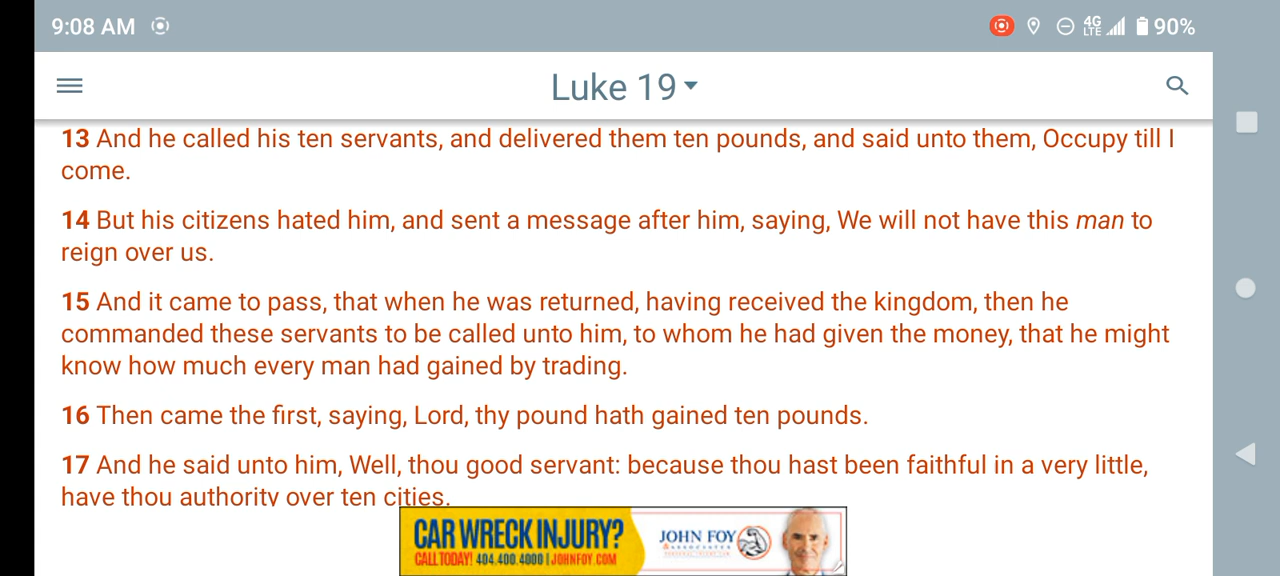 9:08 AM
4G
LTE
90%
Luke 19
13 And he called his ten servants, and delivered them ten pounds, and said unto them, Occupy till I
come.
14 But his citizens hated him, and sent a message after him, saying, We will not have this man to
reign over us.
15 And it came to pass, that when he was returned, having received the kingdom, then he
commanded these servants to be called unto him, to whom he had given the money, that he might
know how much every man had gained by trading.
16 Then came the first, saying, Lord, thy pound hath gained ten pounds.
17 And he said unto him, Well, thou good servant: because thou hast been faithful in a very little,
have thou authority over ten cities.
CAR WRECK INJURY?
CALL TODAY! 404.400.4000 | JOHNFOY.COM
JOHN FOY
& ASSOCIATES